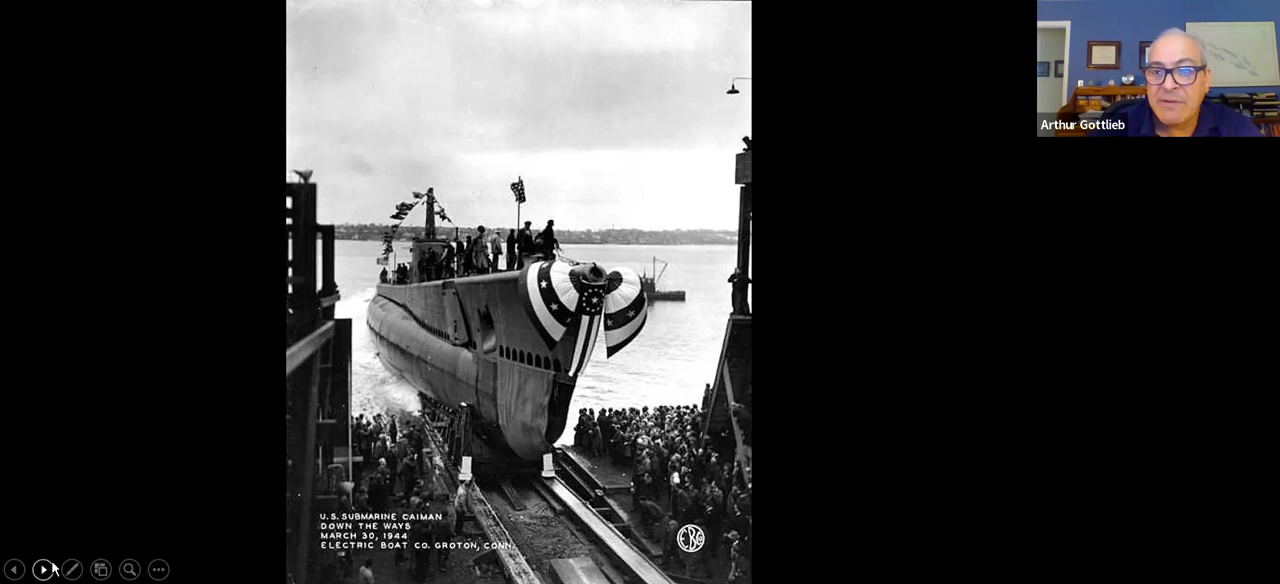 Arthur Gottlieb
U.S. SUBMARINE CAIMAN
DOWN THE WAYS
MARCH 30, 1944
ELECTRIC BOAT CO. GROTON, CONN.
EBCo